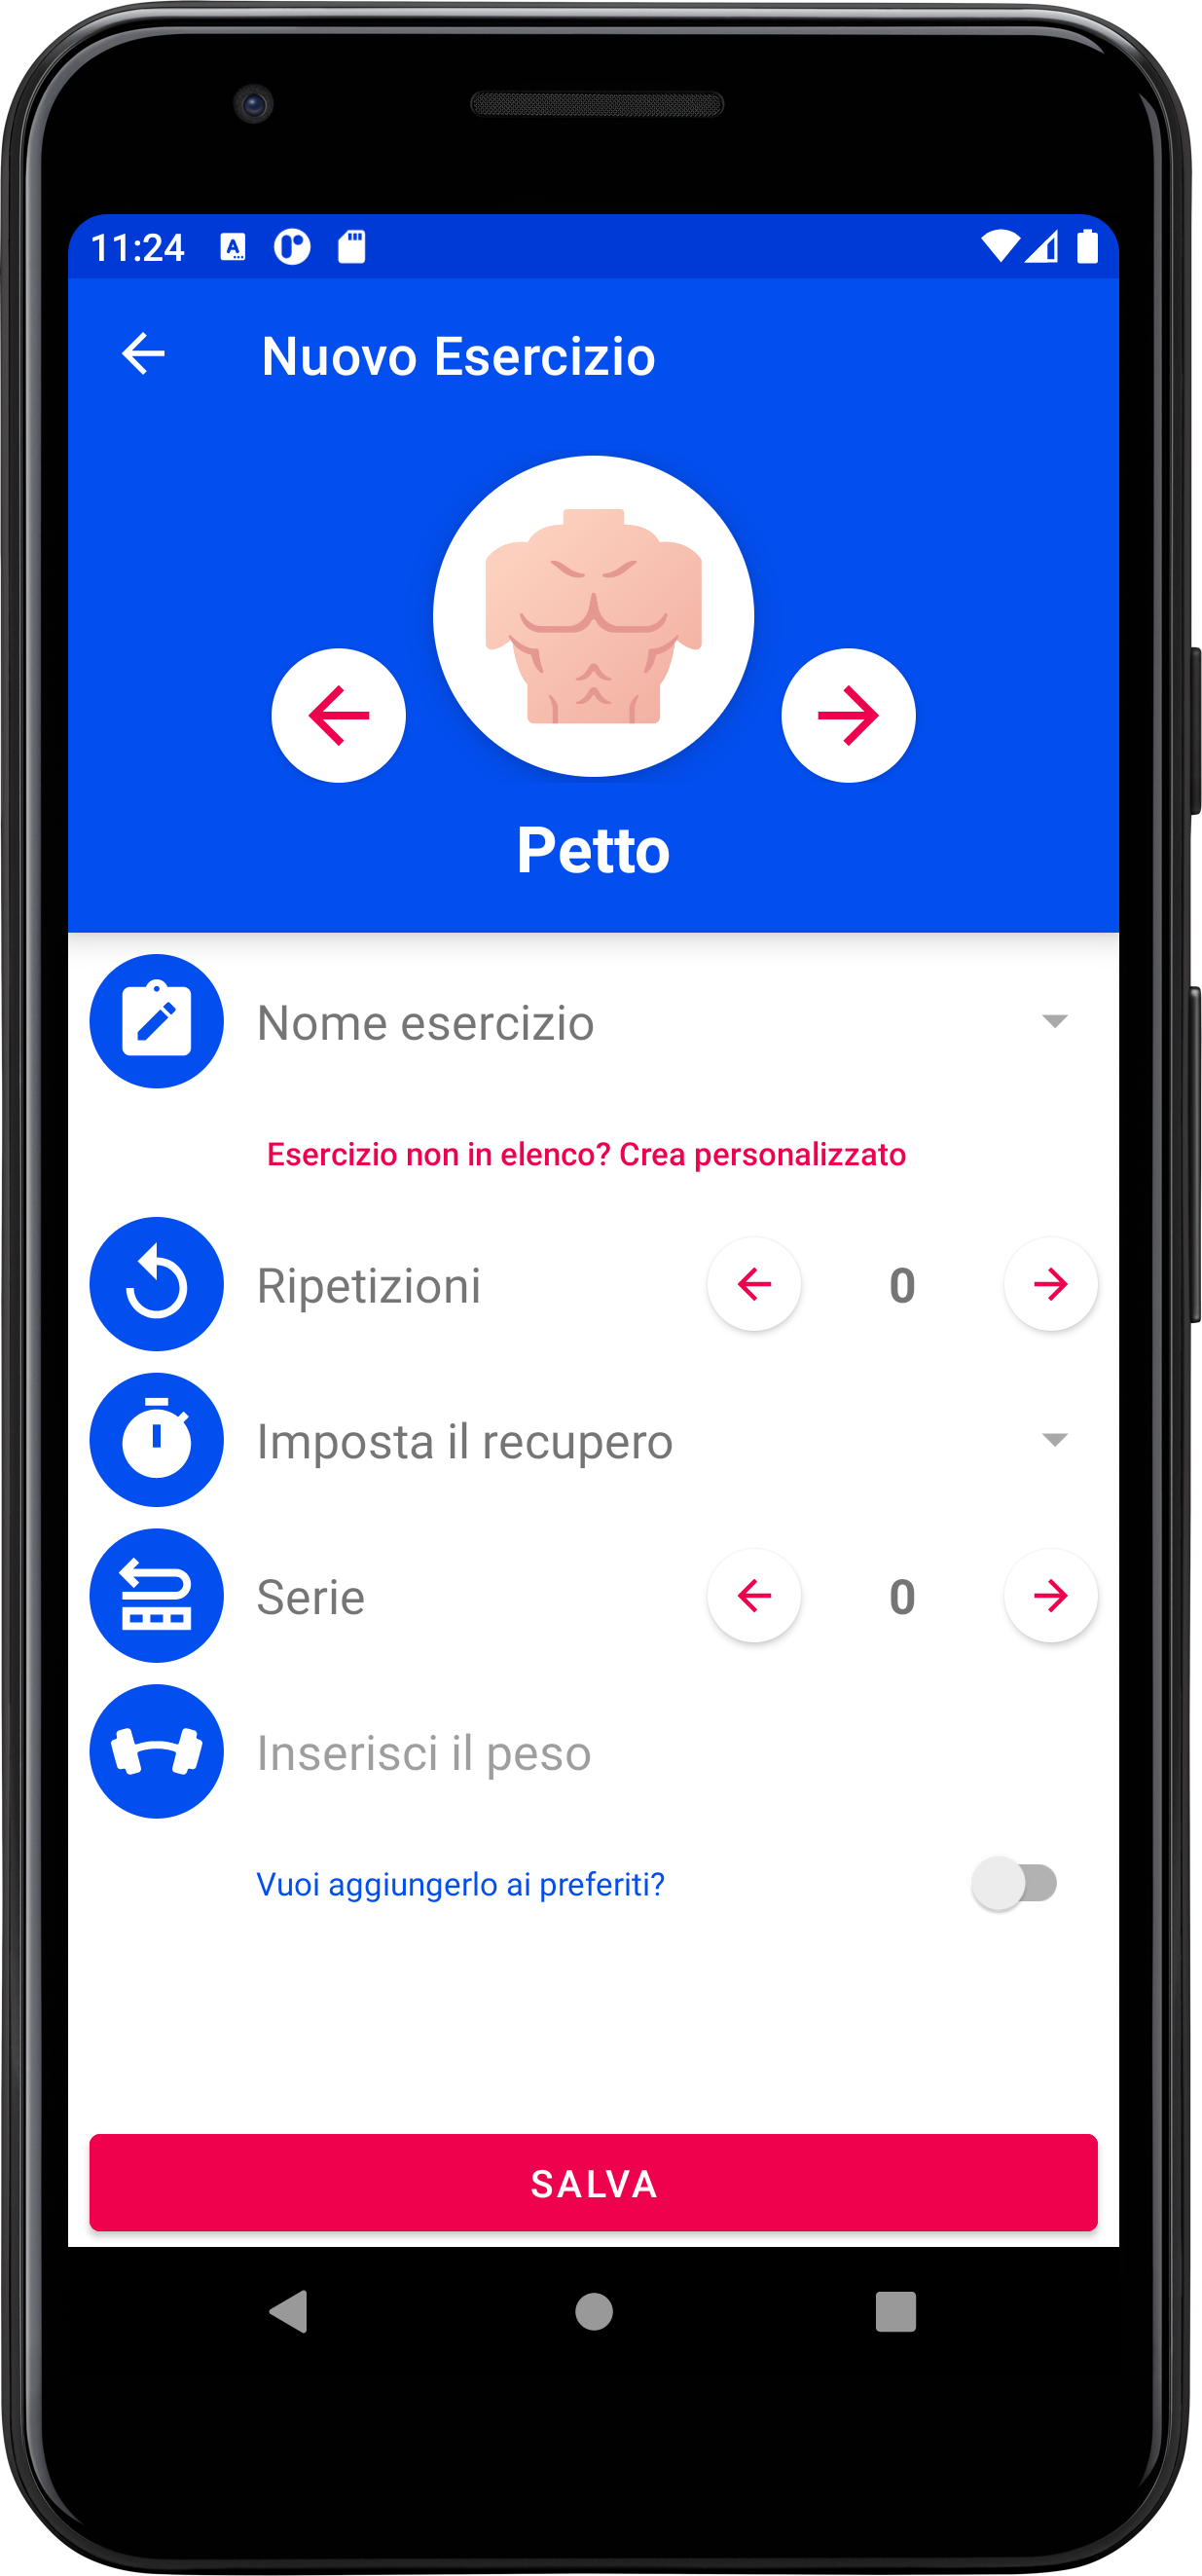 11:24
Nuovo Esercizio
Petto
Nome esercizio
Esercizio non in elenco? Crea personalizzato
Ripetizioni 0
Imposta il recupero
Serie 0
Inserisci il peso
Vuoi aggiungerlo ai preferiti?
SALVA